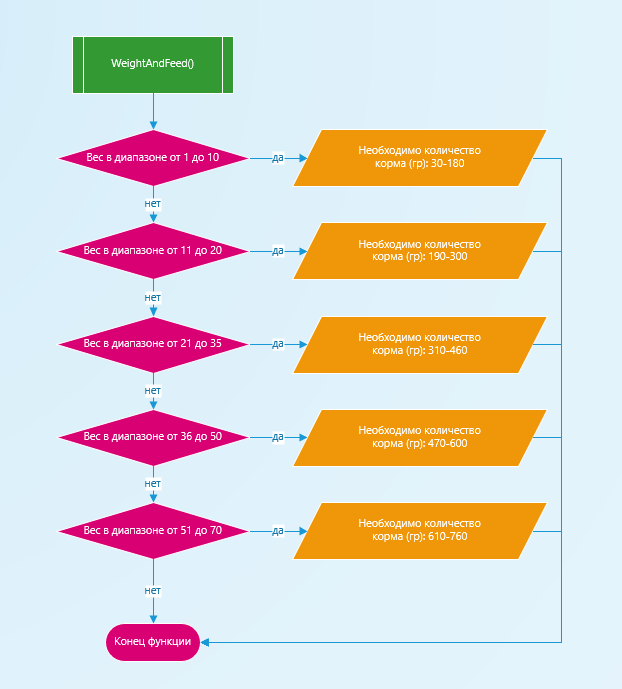 WeightAndFeed()
Вес в диапазоне от 1 до 10
да
Необходимо количество
корма (гр): 30-180
нет
Вес в диапазоне от 11 до 20
да
Необходимо количество
корма (гр): 190-300
нет
Вес в диапазоне от 21 до 35
да
Необходимо количество
корма (гр): 310-460
нет
Вес в диапазоне от 36 до 50
да
Необходимо количество
корма (гр): 470-600
нет
Вес в диапазоне от 51 до 70
да
Необходимо количество
корма (гр): 610-760
нет
Конец функции